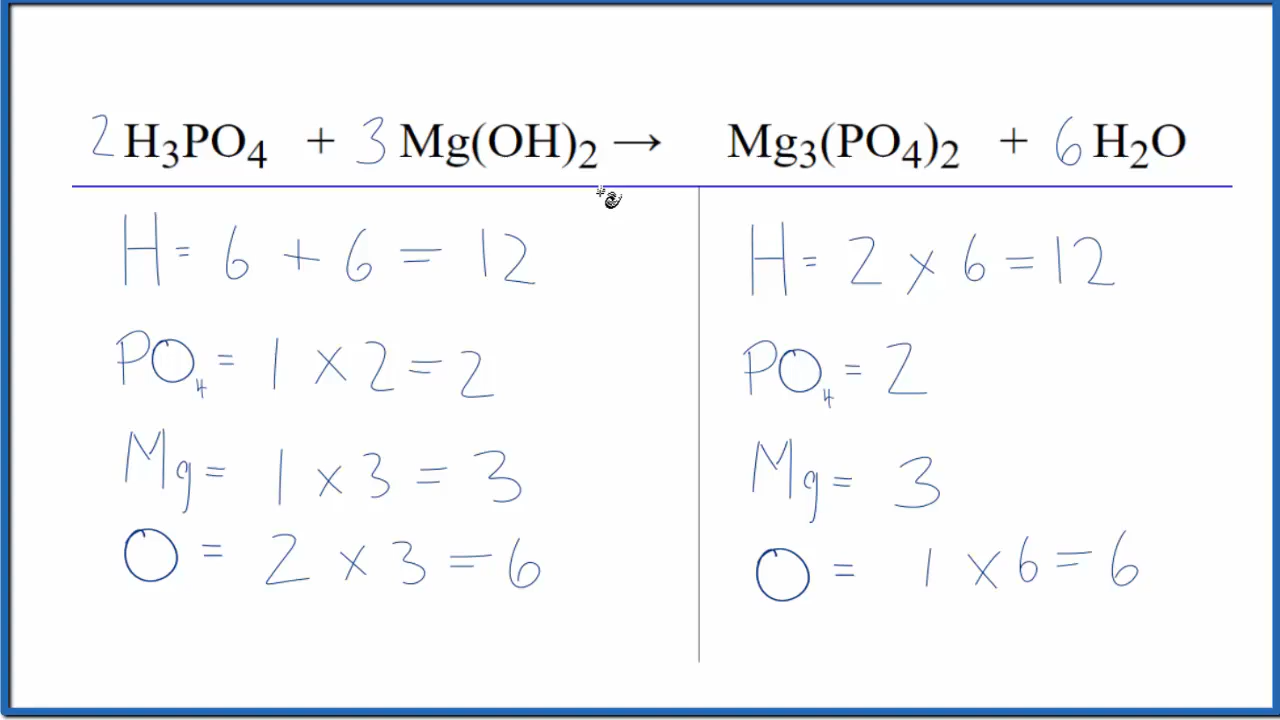 2H₃PO₄ + 3Mg(OH)₂ → Mg₃(PO₄)₂ + 6H₂O
H = 6 + 6 = 12
PO₄ = 1 × 2 = 2
Mg = 1 × 3 = 3
O = 2 × 3 = 6
H = 2 × 6 = 12
PO₄ = 2
Mg = 3
O = 1 × 6 = 6